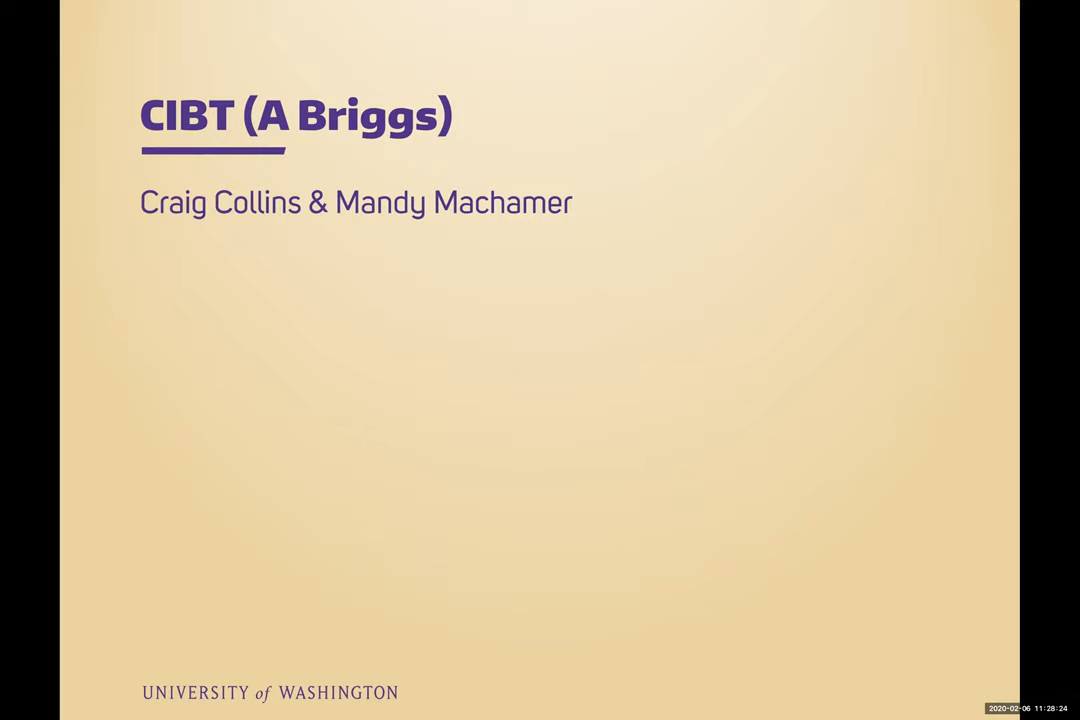 CIBT (A Briggs)
Craig Collins & Mandy Machamer
UNIVERSITY of WASHINGTON
2020-02-06 11:28:24